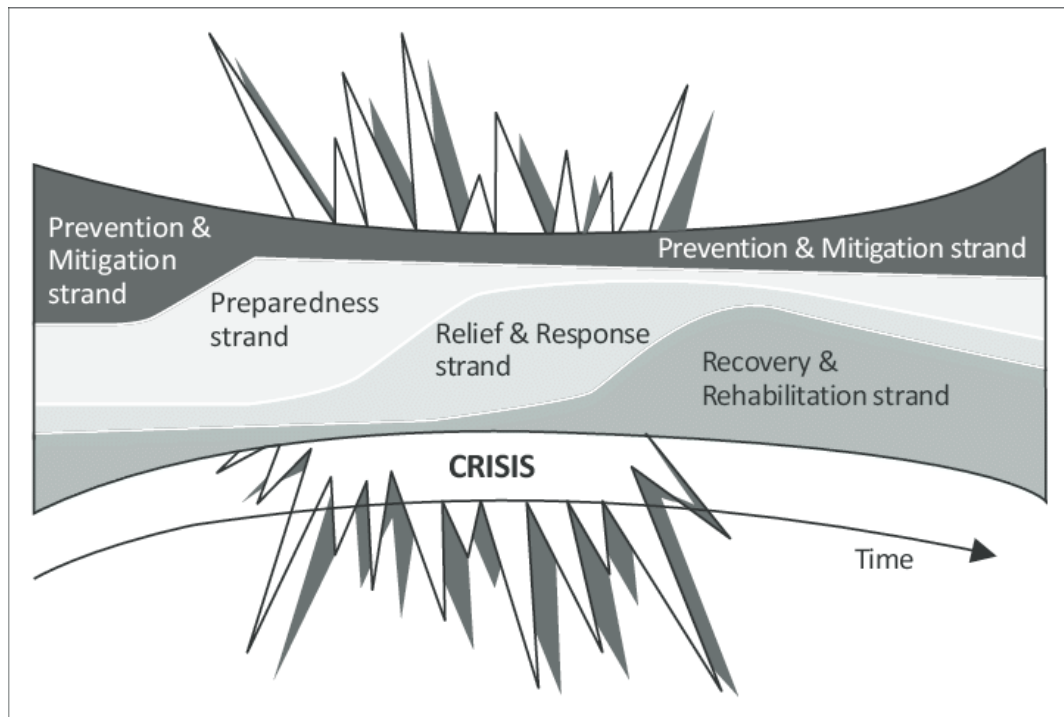 Prevention &
Mitigation
strand
Prevention & Mitigation strand
Preparedness
strand
Relief & Response
strand
Recovery &
Rehabilitation strand
CRISIS
Time